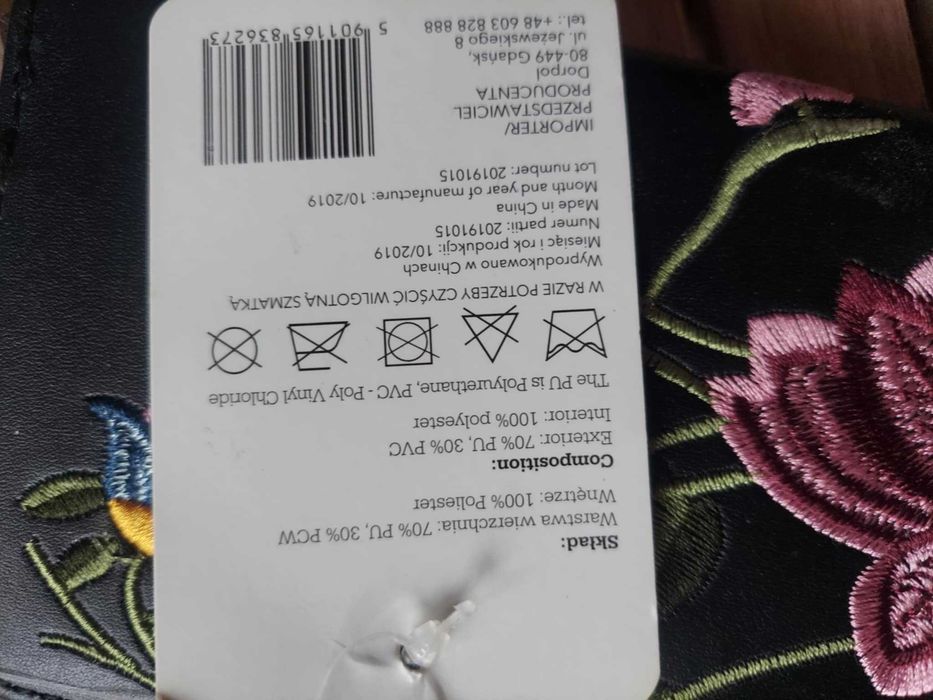 Skład:
Warstwa wierzchnia: 70% PU, 30% PCW
Wnętrze: 100% Poliester
Composition:
Exterior: 70% PU, 30% PVC
Interior: 100% polyester
The PU is Polyurethane, PVC - Poly Vinyl Chloride
W RAZIE POTRZEBY CZYŚCIĆ WILGOTNĄ SZMATKĄ
Wyprodukowano w Chinach
Miesiąc i rok produkcji: 10/2019
Numer partii: 20191015
Made in China
Month and year of manufacture: 10/2019
Lot number: 20191015
IMPORTER/
PRZEDSTAWICIEL
PRODUCENTA
Dorpol
80-449 Gdańsk,
ul. Jeżewskiego 8
tel.: +48 603 828 888
5 901165 836273